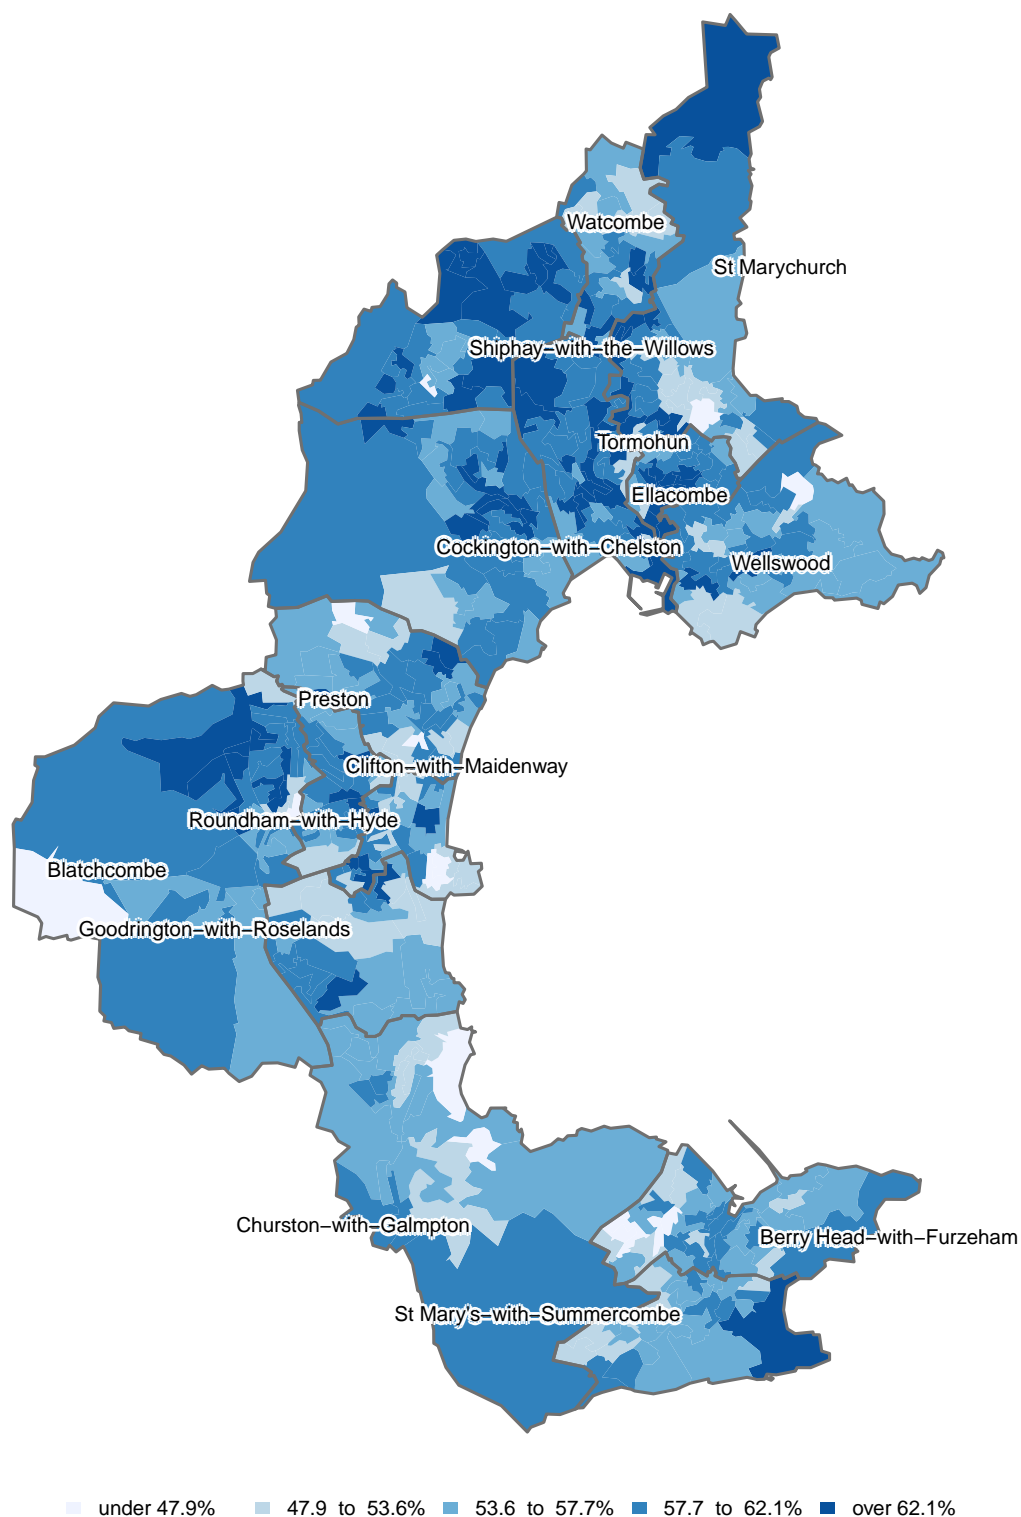 Watcombe
St Marychurch
Shiphay−with−the−Willows
Tormohun
Ellacombe
Cockington−with−Chelston
Wellswood
Preston
Clifton−with−Maidenway
Roundham−with−Hyde
Blatchcombe
Goodrington−with−Roselands
Churston−with−Galmpton
Berry Head−with−Furzeham
St Mary's−with−Summercombe
under 47.9% 47.9 to 53.6% 53.6 to 57.7% 57.7 to 62.1% over 62.1%